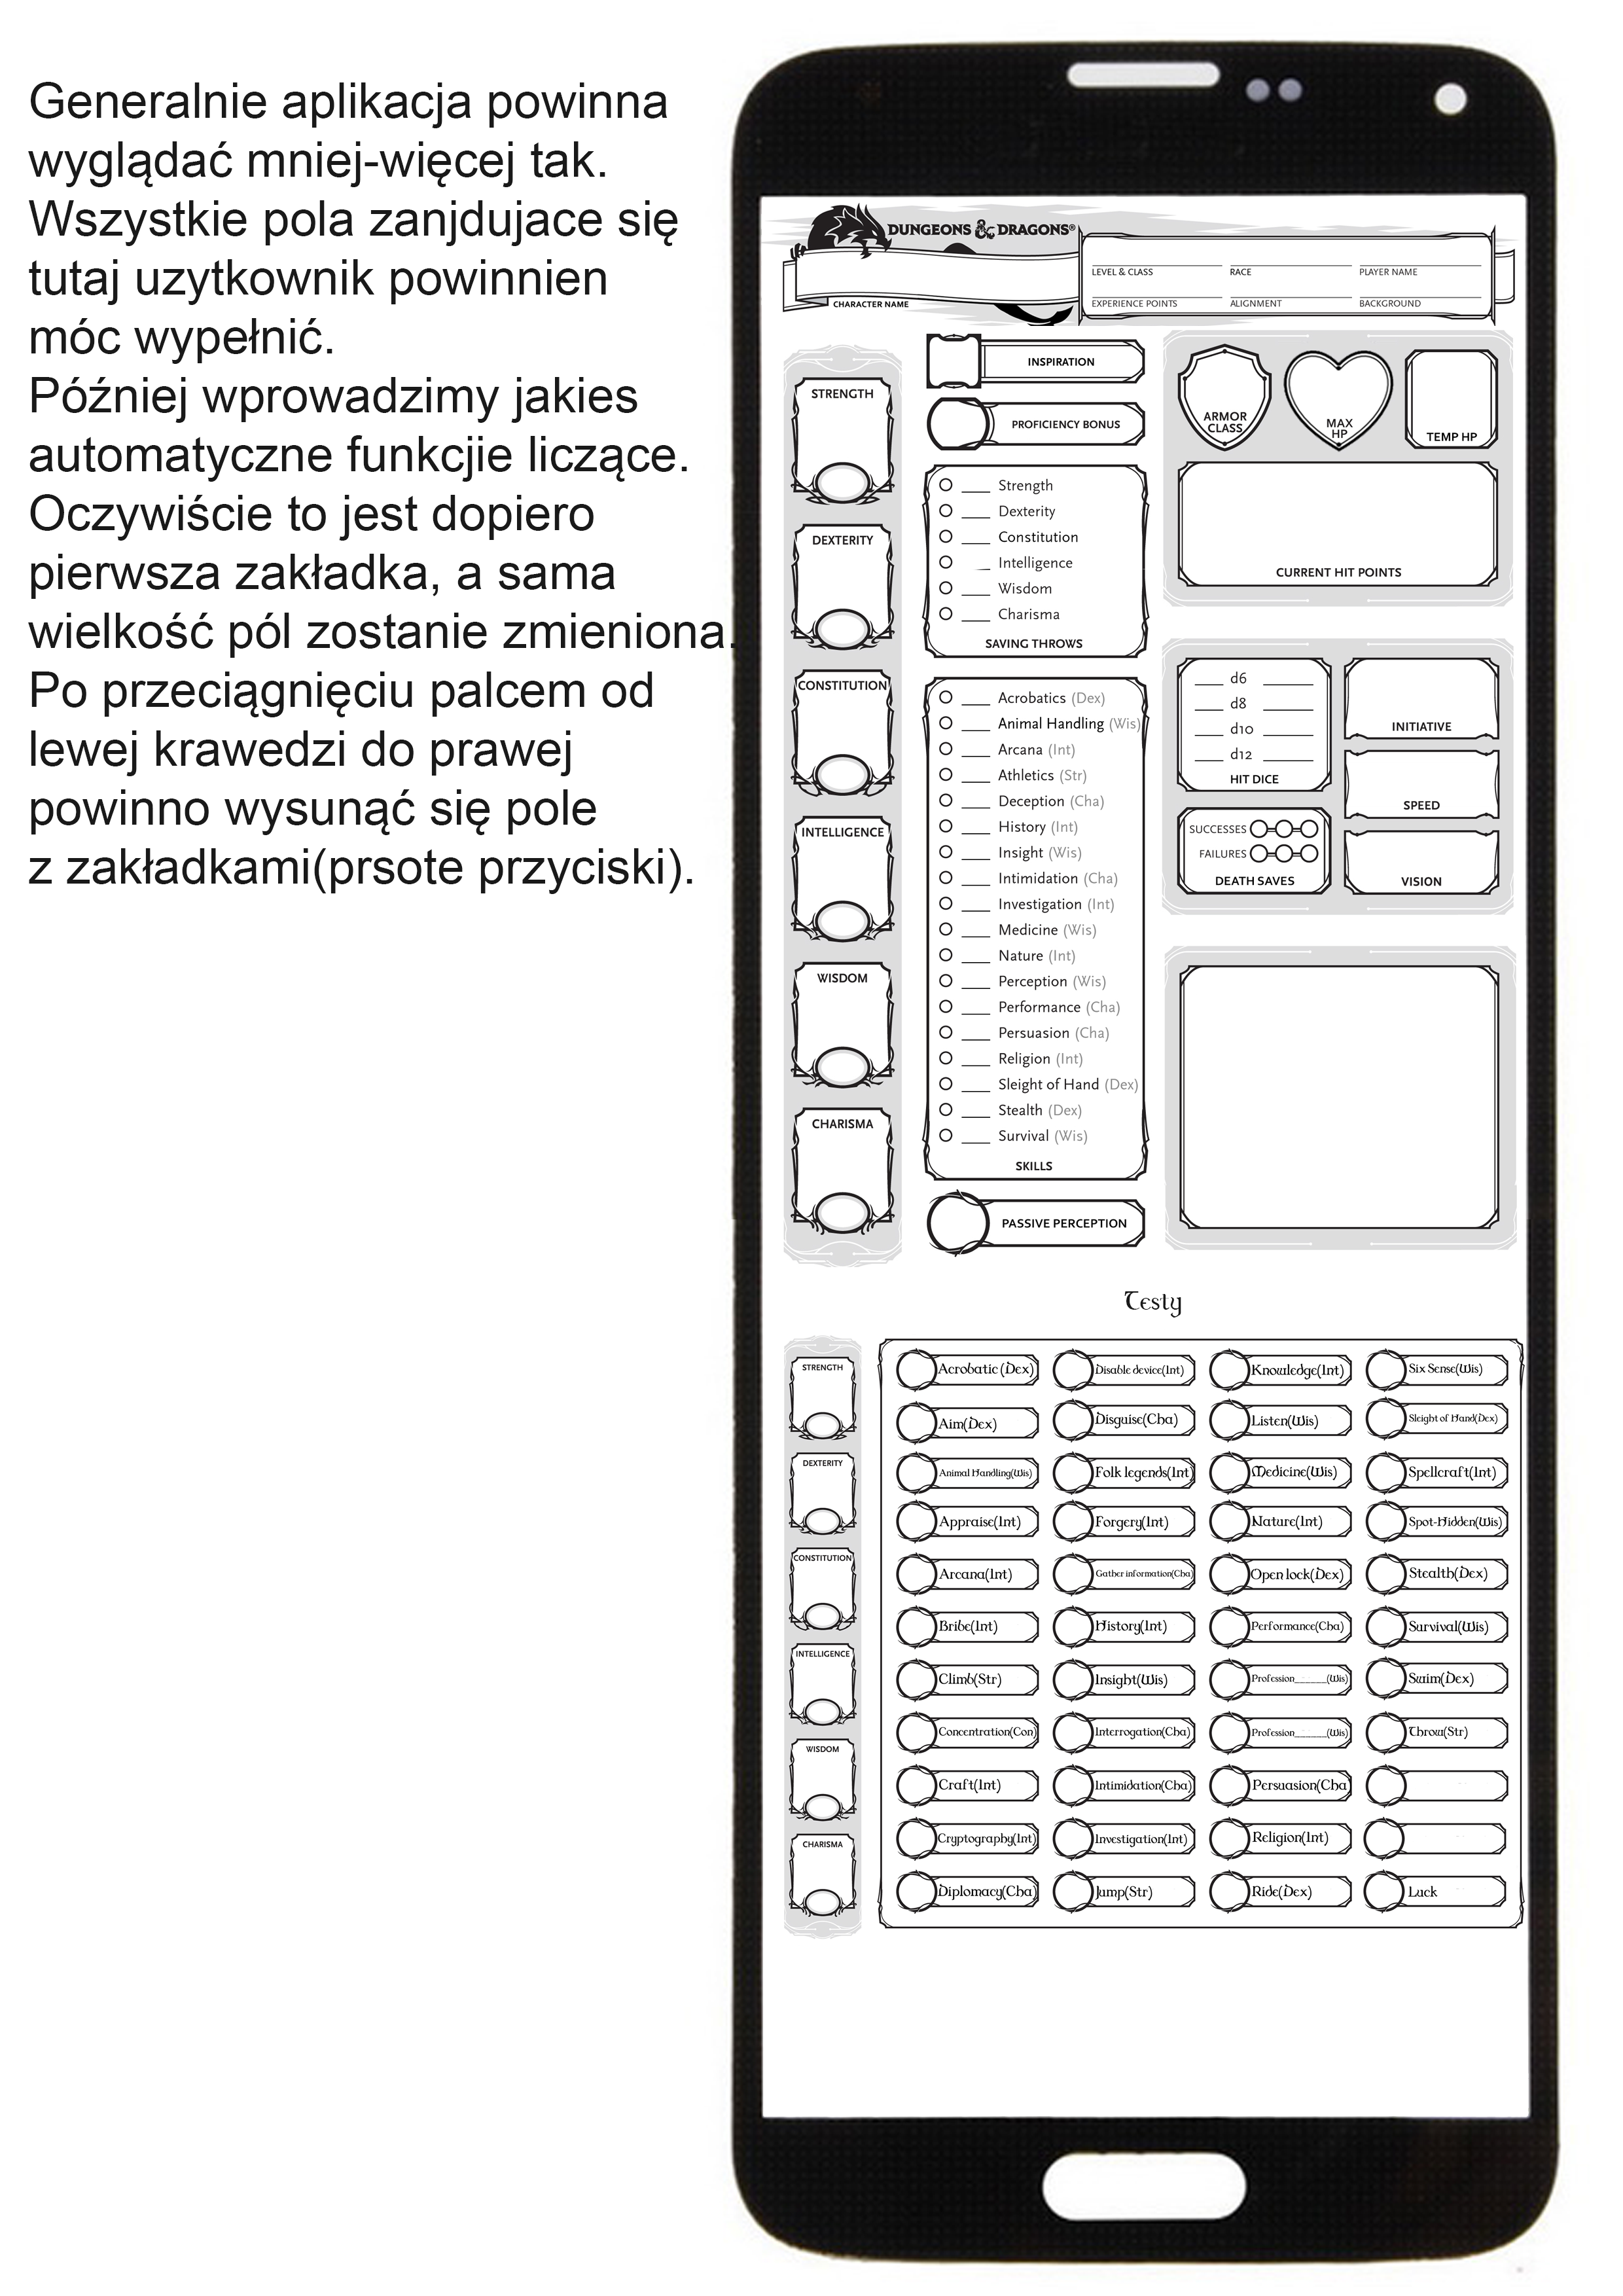 Generalnie aplikacja powinna
wyglądać mniej-więcej tak.
Wszystkie pola zanjdujace się
tutaj uzytkownik powinnien
móc wypełnić.
Później wprowadzimy jakies
automatyczne funkcjie liczące.
Oczywiście to jest dopiero
pierwsza zakładka, a sama
wielkość pól zostanie zmieniona.
Po przeciągnięciu palcem od
lewej krawedzi do prawej
powinno wysunąć się pole
z zakładkami(prsote przyciski).
DUNGEONS & DRAGONS®
CHARACTER NAME
LEVEL & CLASS RACE PLAYER NAME
EXPERIENCE POINTS ALIGNMENT BACKGROUND
STRENGTH
DEXTERITY
CONSTITUTION
INTELLIGENCE
WISDOM
CHARISMA
INSPIRATION
PROFICIENCY BONUS
Strength
Dexterity
Constitution
Intelligence
Wisdom
Charisma
SAVING THROWS
Acrobatics (Dex)
Animal Handling (Wis)
Arcana (Int)
Athletics (Str)
Deception (Cha)
History (Int)
Insight (Wis)
Intimidation (Cha)
Investigation (Int)
Medicine (Wis)
Nature (Int)
Perception (Wis)
Performance (Cha)
Persuasion (Cha)
Religion (Int)
Sleight of Hand (Dex)
Stealth (Dex)
Survival (Wis)
SKILLS
PASSIVE PERCEPTION
ARMOR
CLASS
MAX
HP
TEMP HP
CURRENT HIT POINTS
d6
d8
d10
d12
HIT DICE
SUCCESSES
FAILURES
DEATH SAVES
INITIATIVE
SPEED
VISION
Testy
STRENGTH
DEXTERITY
CONSTITUTION
INTELLIGENCE
WISDOM
CHARISMA
Acrobatic (Dex) Disable device(Int) Knowledge(Int) Six Sense(Wis)
Aim(Dex) Disguise(Cha) Listen(Wis) Sleight of Hand(Dex)
Animal Handling(Wis) Folk legends(Int) Medicine(Wis) Spellcraft(Int)
Appraise(Int) Forgery(Int) Nature(Int) Spot-Hidden(Wis)
Arcana(Int) Gather information(Cha) Open lock(Dex) Stealth(Dex)
Bribe(Int) History(Int) Performance(Cha) Survival(Wis)
Climb(Str) Insight(Wis) Profession______(Wis) Swim(Dex)
Concentration(Con) Interrogation(Cha) Profession______(Wis) Throw(Str)
Craft(Int) Intimidation(Cha) Persuasion(Cha
Cryptography(Int) Investigation(Int) Religion(Int)
Diplomacy(Cha) Jump(Str) Ride(Dex) Luck